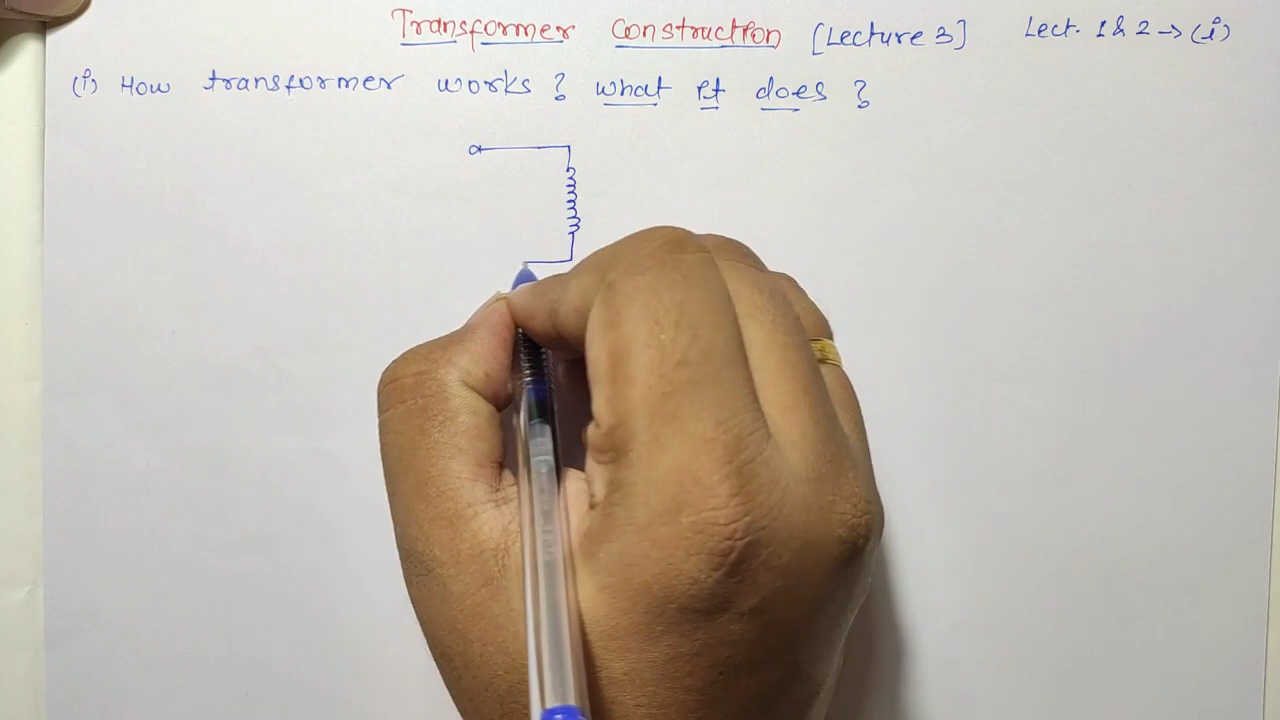 Transformer Construction [Lecture 3] Lect. 1 & 2 → (i)
(i) How transformer works ? what it does ?